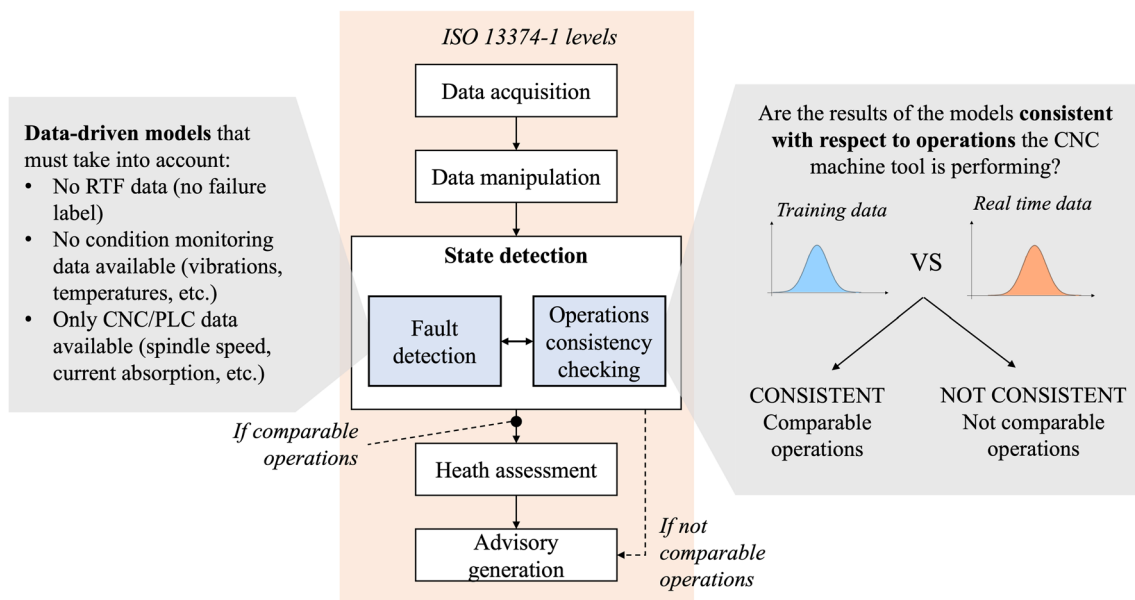 ISO 13374-1 levels
Data acquisition
Data manipulation
State detection
Fault
detection
Operations
consistency
checking
If comparable
operations
Heath assessment
Advisory
generation
If not
comparable
operations
Data-driven models that
must take into account:
• No RTF data (no failure
label)
• No condition monitoring
data available (vibrations,
temperatures, etc.)
• Only CNC/PLC data
available (spindle speed,
current absorption, etc.)
Are the results of the models consistent
with respect to operations the CNC
machine tool is performing?
Training data
Real time data
VS
CONSISTENT
Comparable
operations
NOT CONSISTENT
Not comparable
operations